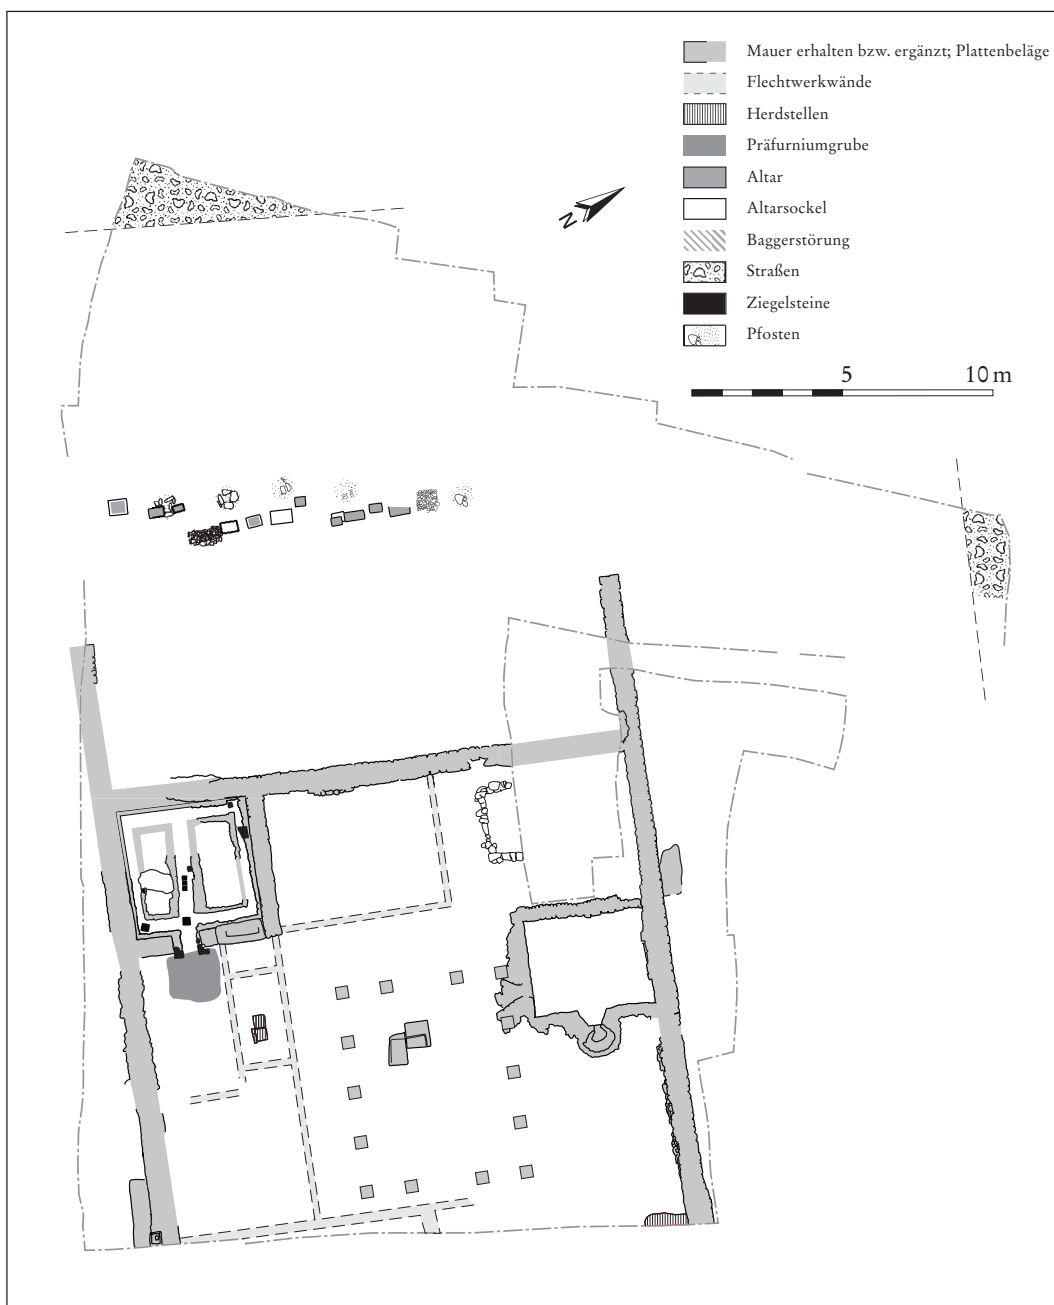 Mauer erhalten bzw. ergänzt; Plattenbeläge
Flechtwerkwände
Herdstellen
Präfurniumgrube
Altar
Altarsockel
Baggerstörung
Straßen
Ziegelsteine
Pfosten
N
5 10 m